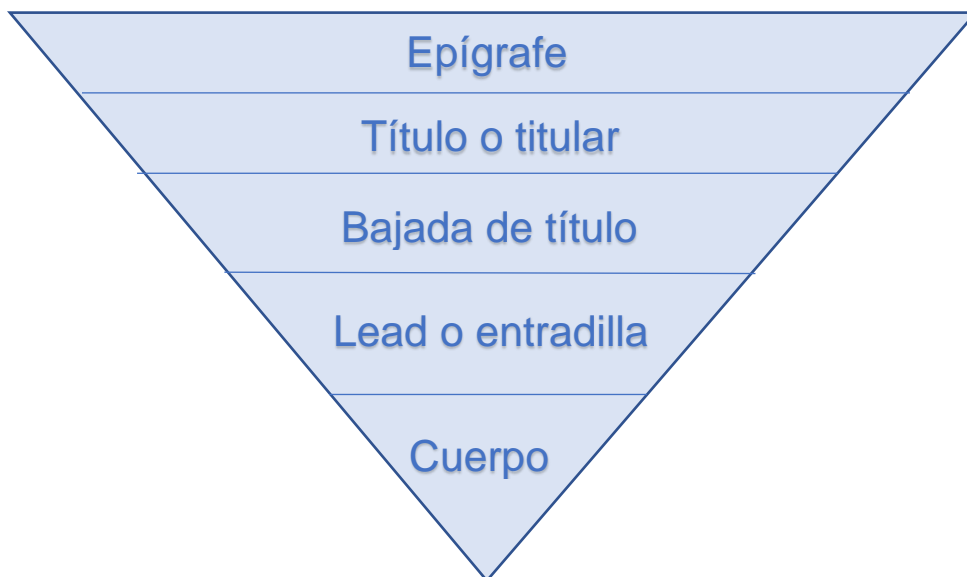 Epígrafe
Título o titular
Bajada de título
Lead o entradilla
Cuerpo